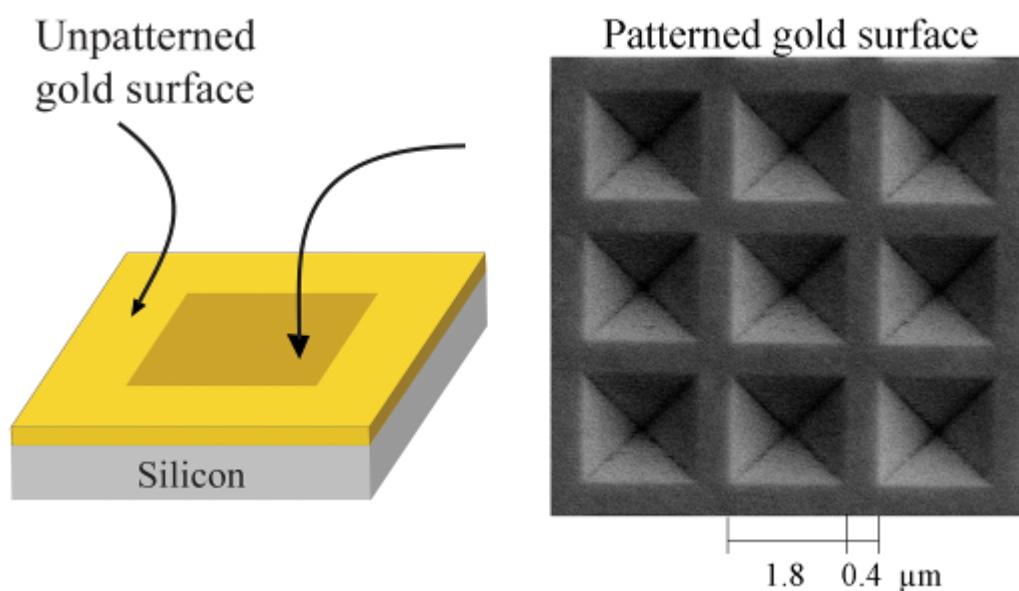 Unpatterned
gold surface
Patterned gold surface
Silicon
1.8 0.4 µm